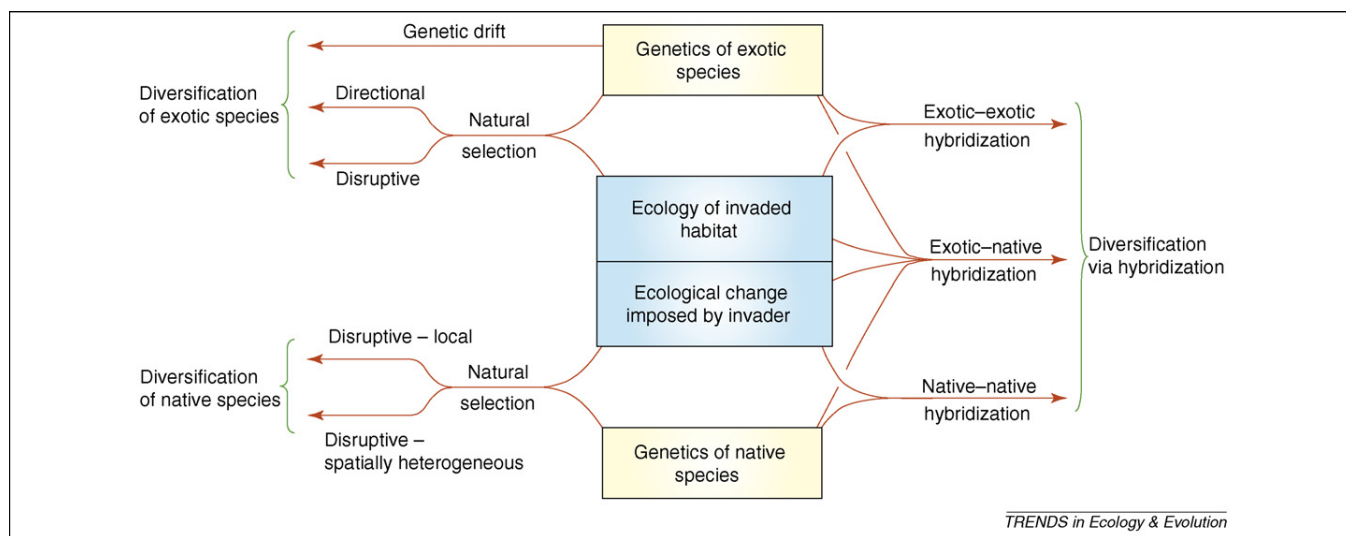 Genetic drift
Genetics of exotic
species
Diversification
of exotic species
Directional
Natural
selection
Disruptive
Exotic–exotic
hybridization
Ecology of invaded
habitat
Exotic–native
hybridization
Diversification
via hybridization
Ecological change
imposed by invader
Disruptive – local
Diversification
of native species
Natural
selection
Native–native
hybridization
Disruptive –
spatially heterogeneous
Genetics of native
species
TRENDS in Ecology & Evolution